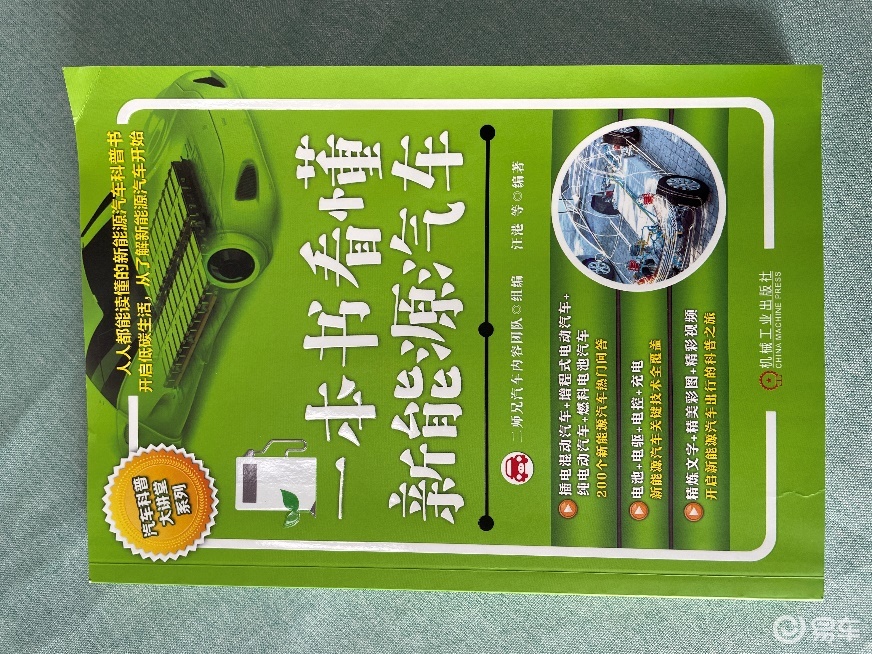 人人都能读懂的新能源汽车科普书
开启低碳生活，从了解新能源汽车开始
汽车科普
大讲堂
系列
一本书看懂
新能源汽车
二师兄汽车内容团队◎组编 汪港 等◎编著
插电混动汽车+增程式电动汽车+
纯电动汽车+燃料电池汽车
200个新能源汽车热门问答
电池+电驱+电控+充电
新能源汽车关键技术全覆盖
精炼文字+精美彩图+精彩视频
开启新能源汽车出行的科普之旅
机械工业出版社
CHINA MACHINE PRESS
易车